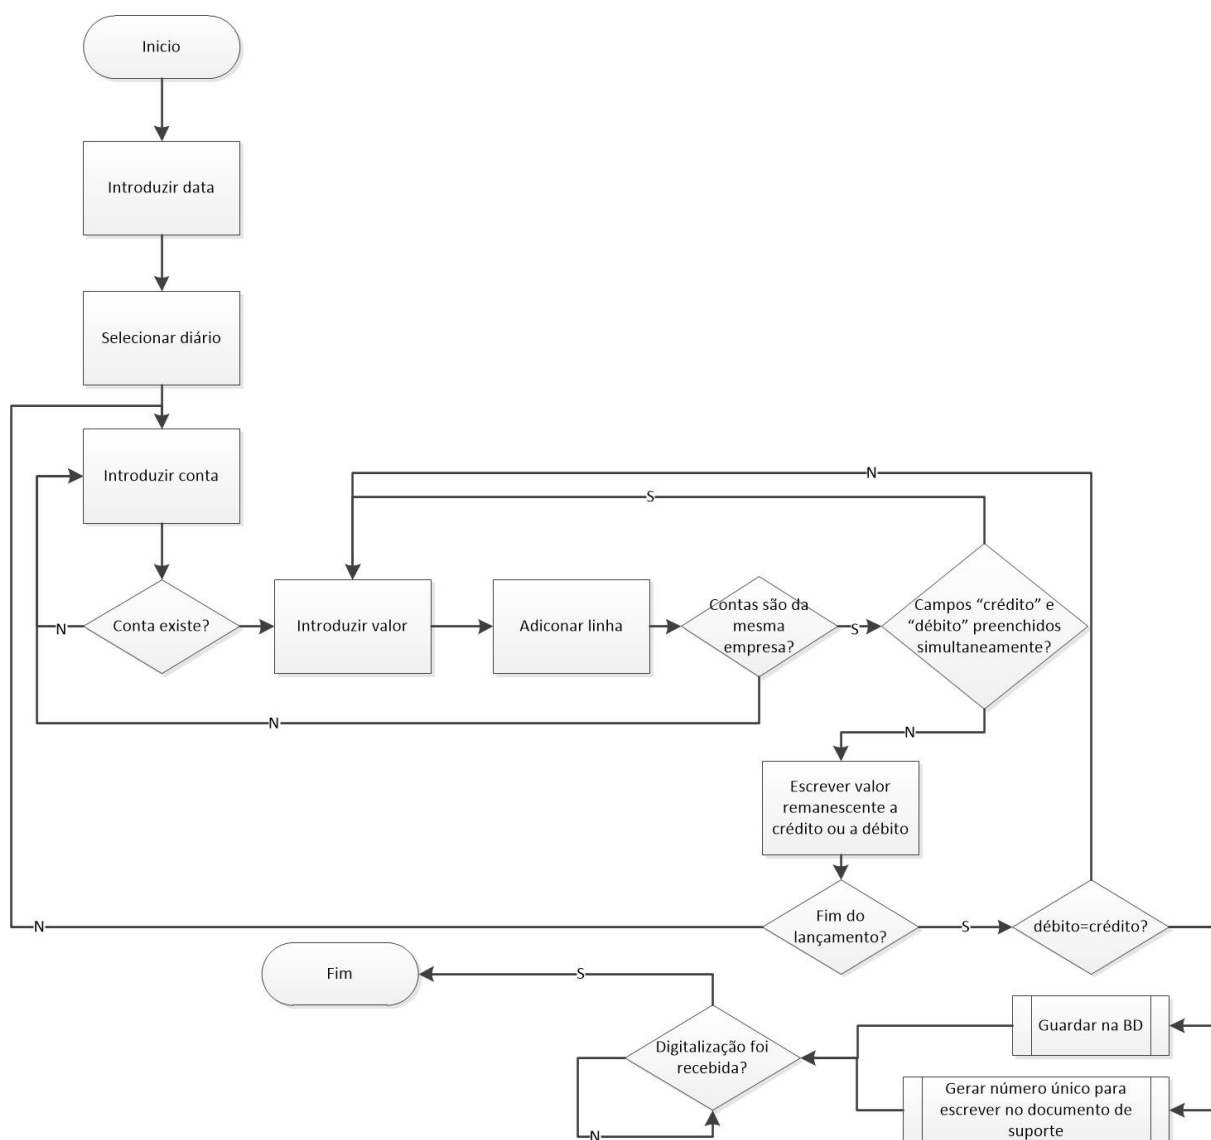 Inicio
Introduzir data
Selecionar diário
Introduzir conta
N
S
Conta existe?
N
Introduzir valor
Adiconar linha
Contas são da
mesma
empresa?
S
Campos “crédito” e
“débito” preenchidos
simultaneamente?
N
N
Escrever valor
remanescente a
crédito ou a débito
N
Fim do
lançamento?
S
débito=crédito?
Fim
S
Digitalização foi
recebida?
N
Guardar na BD
Gerar número único para
escrever no documento de
suporte